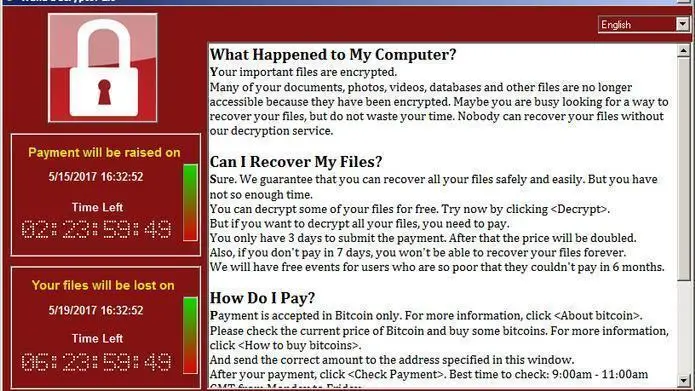 English
What Happened to My Computer?
Your important files are encrypted.
Many of your documents, photos, videos, databases and other files are no longer
accessible because they have been encrypted. Maybe you are busy looking for a way to
recover your files, but do not waste your time. Nobody can recover your files without
our decryption service.
Payment will be raised on
5/15/2017 16:32:52
Time Left
02:23:59:49
Can I Recover My Files?
Sure. We guarantee that you can recover all your files safely and easily. But you have
not so enough time.
You can decrypt some of your files for free. Try now by clicking <Decrypt>.
But if you want to decrypt all your files, you need to pay.
You only have 3 days to submit the payment. After that the price will be doubled.
Also, if you don't pay in 7 days, you won't be able to recover your files forever.
We will have free events for users who are so poor that they couldn't pay in 6 months.
Your files will be lost on
5/19/2017 16:32:52
Time Left
06:23:59:49
How Do I Pay?
Payment is accepted in Bitcoin only. For more information, click <About bitcoin>.
Please check the current price of Bitcoin and buy some bitcoins. For more information,
click <How to buy bitcoins>.
And send the correct amount to the address specified in this window.
After your payment, click <Check Payment>. Best time to check: 9:00am - 11:00am
GMT from Monday to Friday